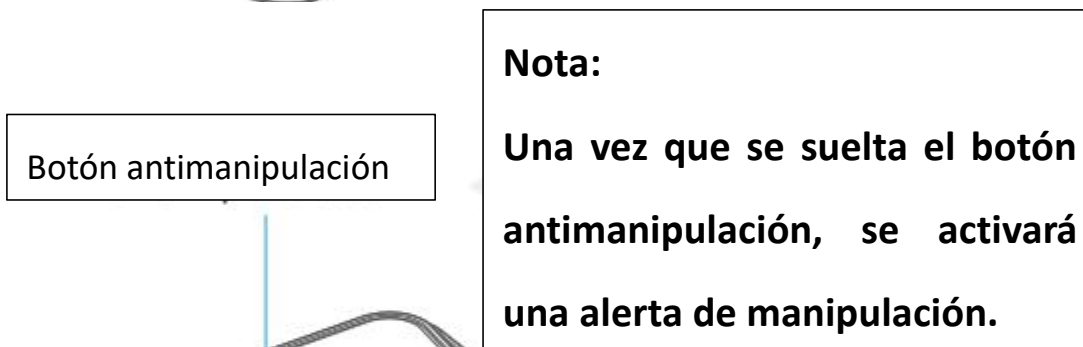 Nota:
Botón antimanipulación
Una vez que se suelta el botón
antimanipulación, se activará
una alerta de manipulación.